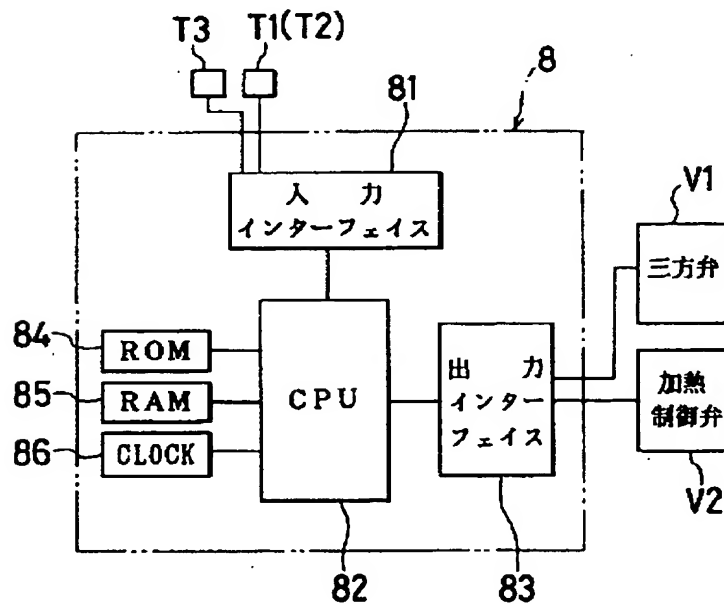 T3
T1(T2)
8
81
入 力
インターフェイス
V1
三方弁
84
ROM
CPU
出 力
インター
フェイス
加熱
制御弁
85
RAM
86
CLOCK
V2
82
83